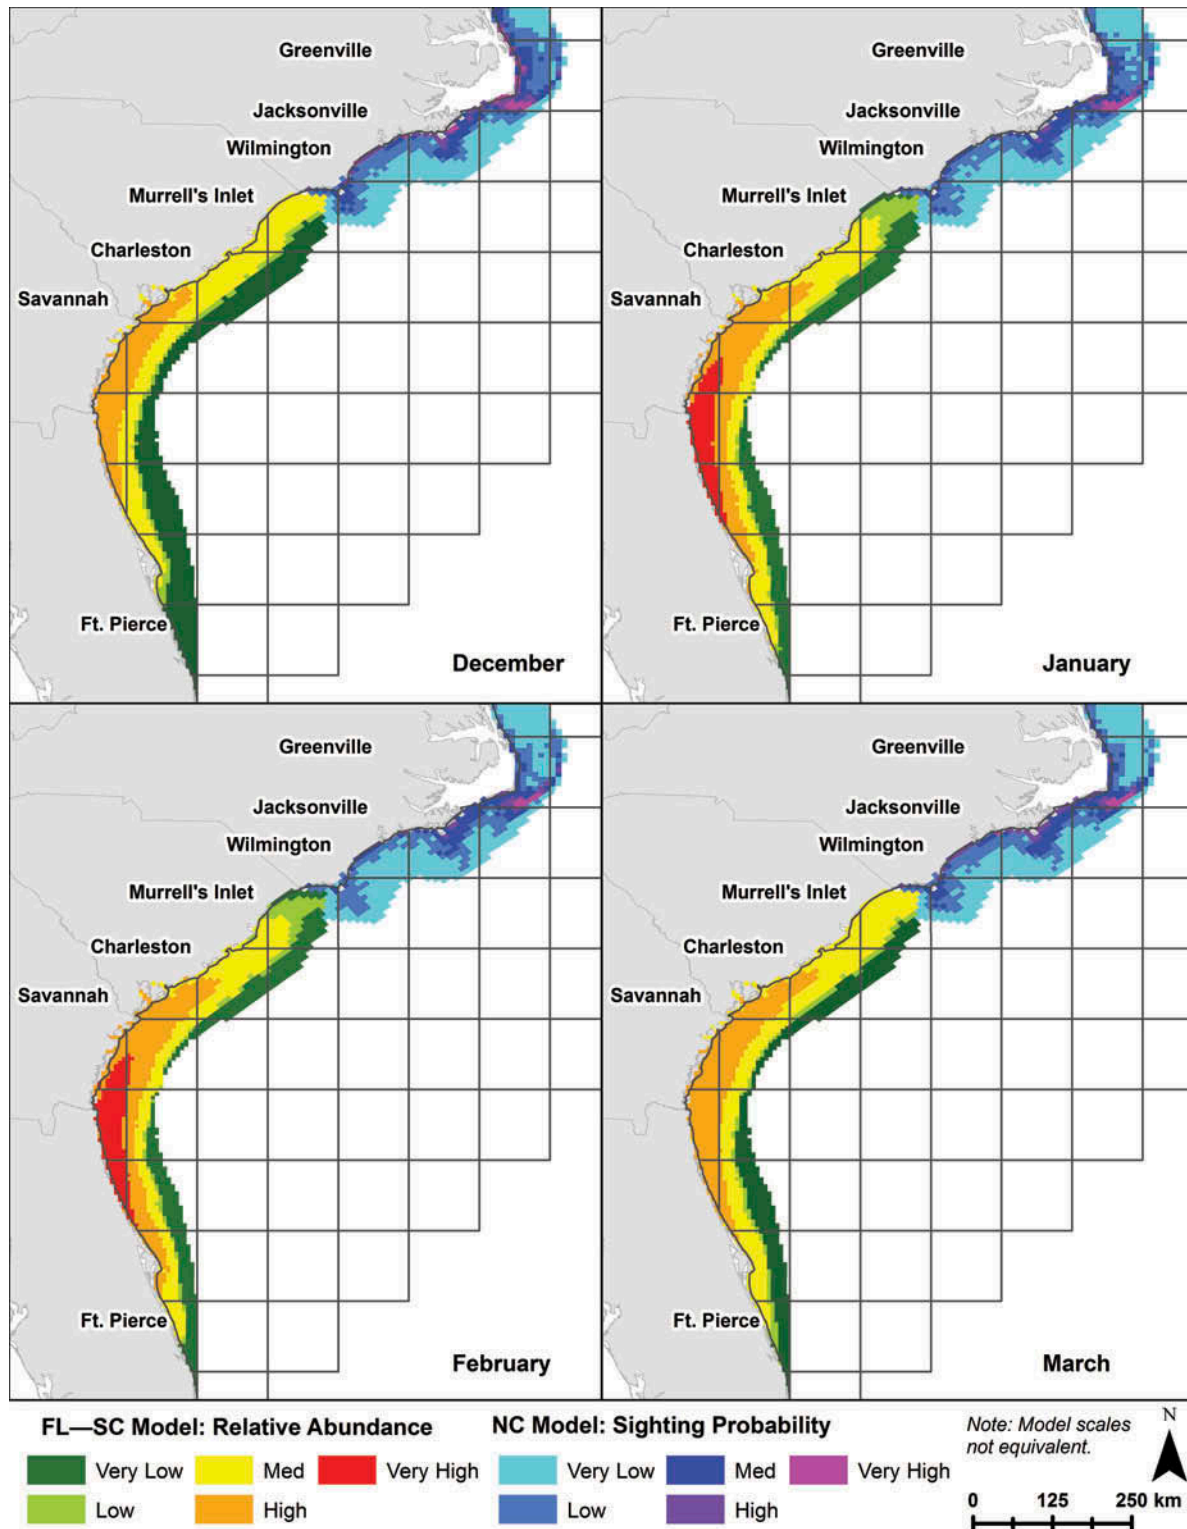 Greenville
Jacksonville
Wilmington
Murrell's Inlet
Charleston
Savannah
Ft. Pierce
December
Greenville
Jacksonville
Wilmington
Murrell's Inlet
Charleston
Savannah
Ft. Pierce
January
Greenville
Jacksonville
Wilmington
Murrell's Inlet
Charleston
Savannah
Ft. Pierce
February
Greenville
Jacksonville
Wilmington
Murrell's Inlet
Charleston
Savannah
Ft. Pierce
March
FL—SC Model: Relative Abundance
Very Low
Med
Very High
Low
High
NC Model: Sighting Probability
Very Low
Med
Very High
Low
High
Note: Model scales
not equivalent.
N
0 125 250 km